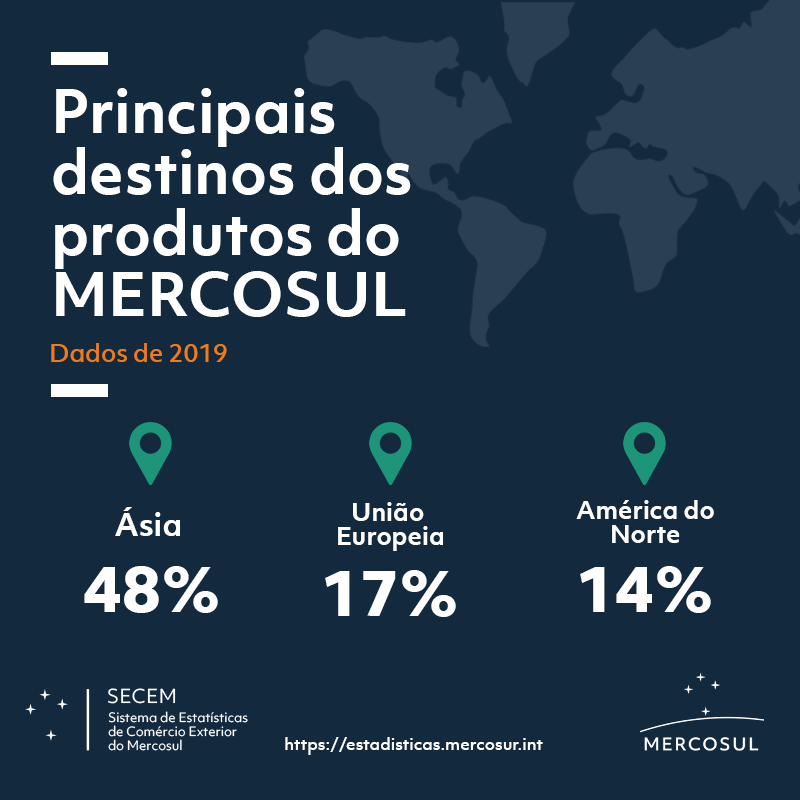 Principais
destinos dos
produtos do
MERCOSUL
Dados de 2019
Ásia
48%
União
Europeia
17%
América do
Norte
14%
SECEM
Sistema de Estatísticas
de Comércio Exterior
do Mercosul
https://estadisticas.mercosur.int
MERCOSUL